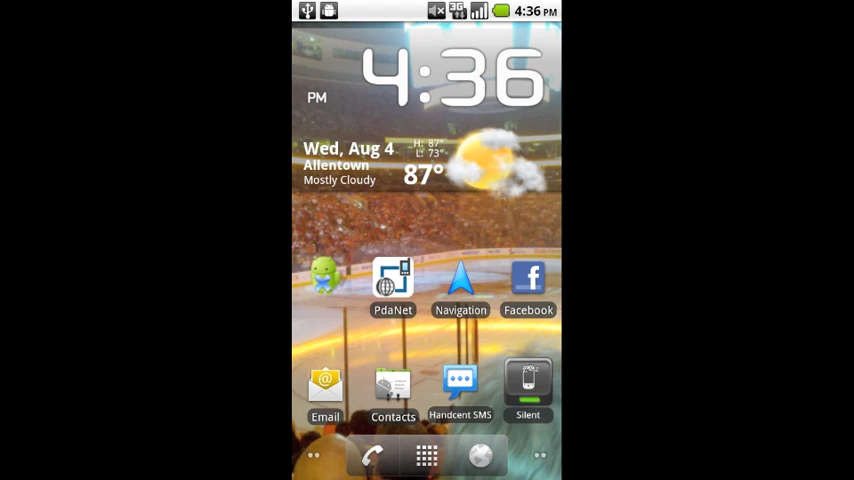 3G
4:36 PM
4:36
PM
Wed, Aug 4
H: 87°
L: 73°
Allentown
Mostly Cloudy
87°
PdaNet
Navigation
Facebook
Email
Contacts
Handcent SMS
Silent